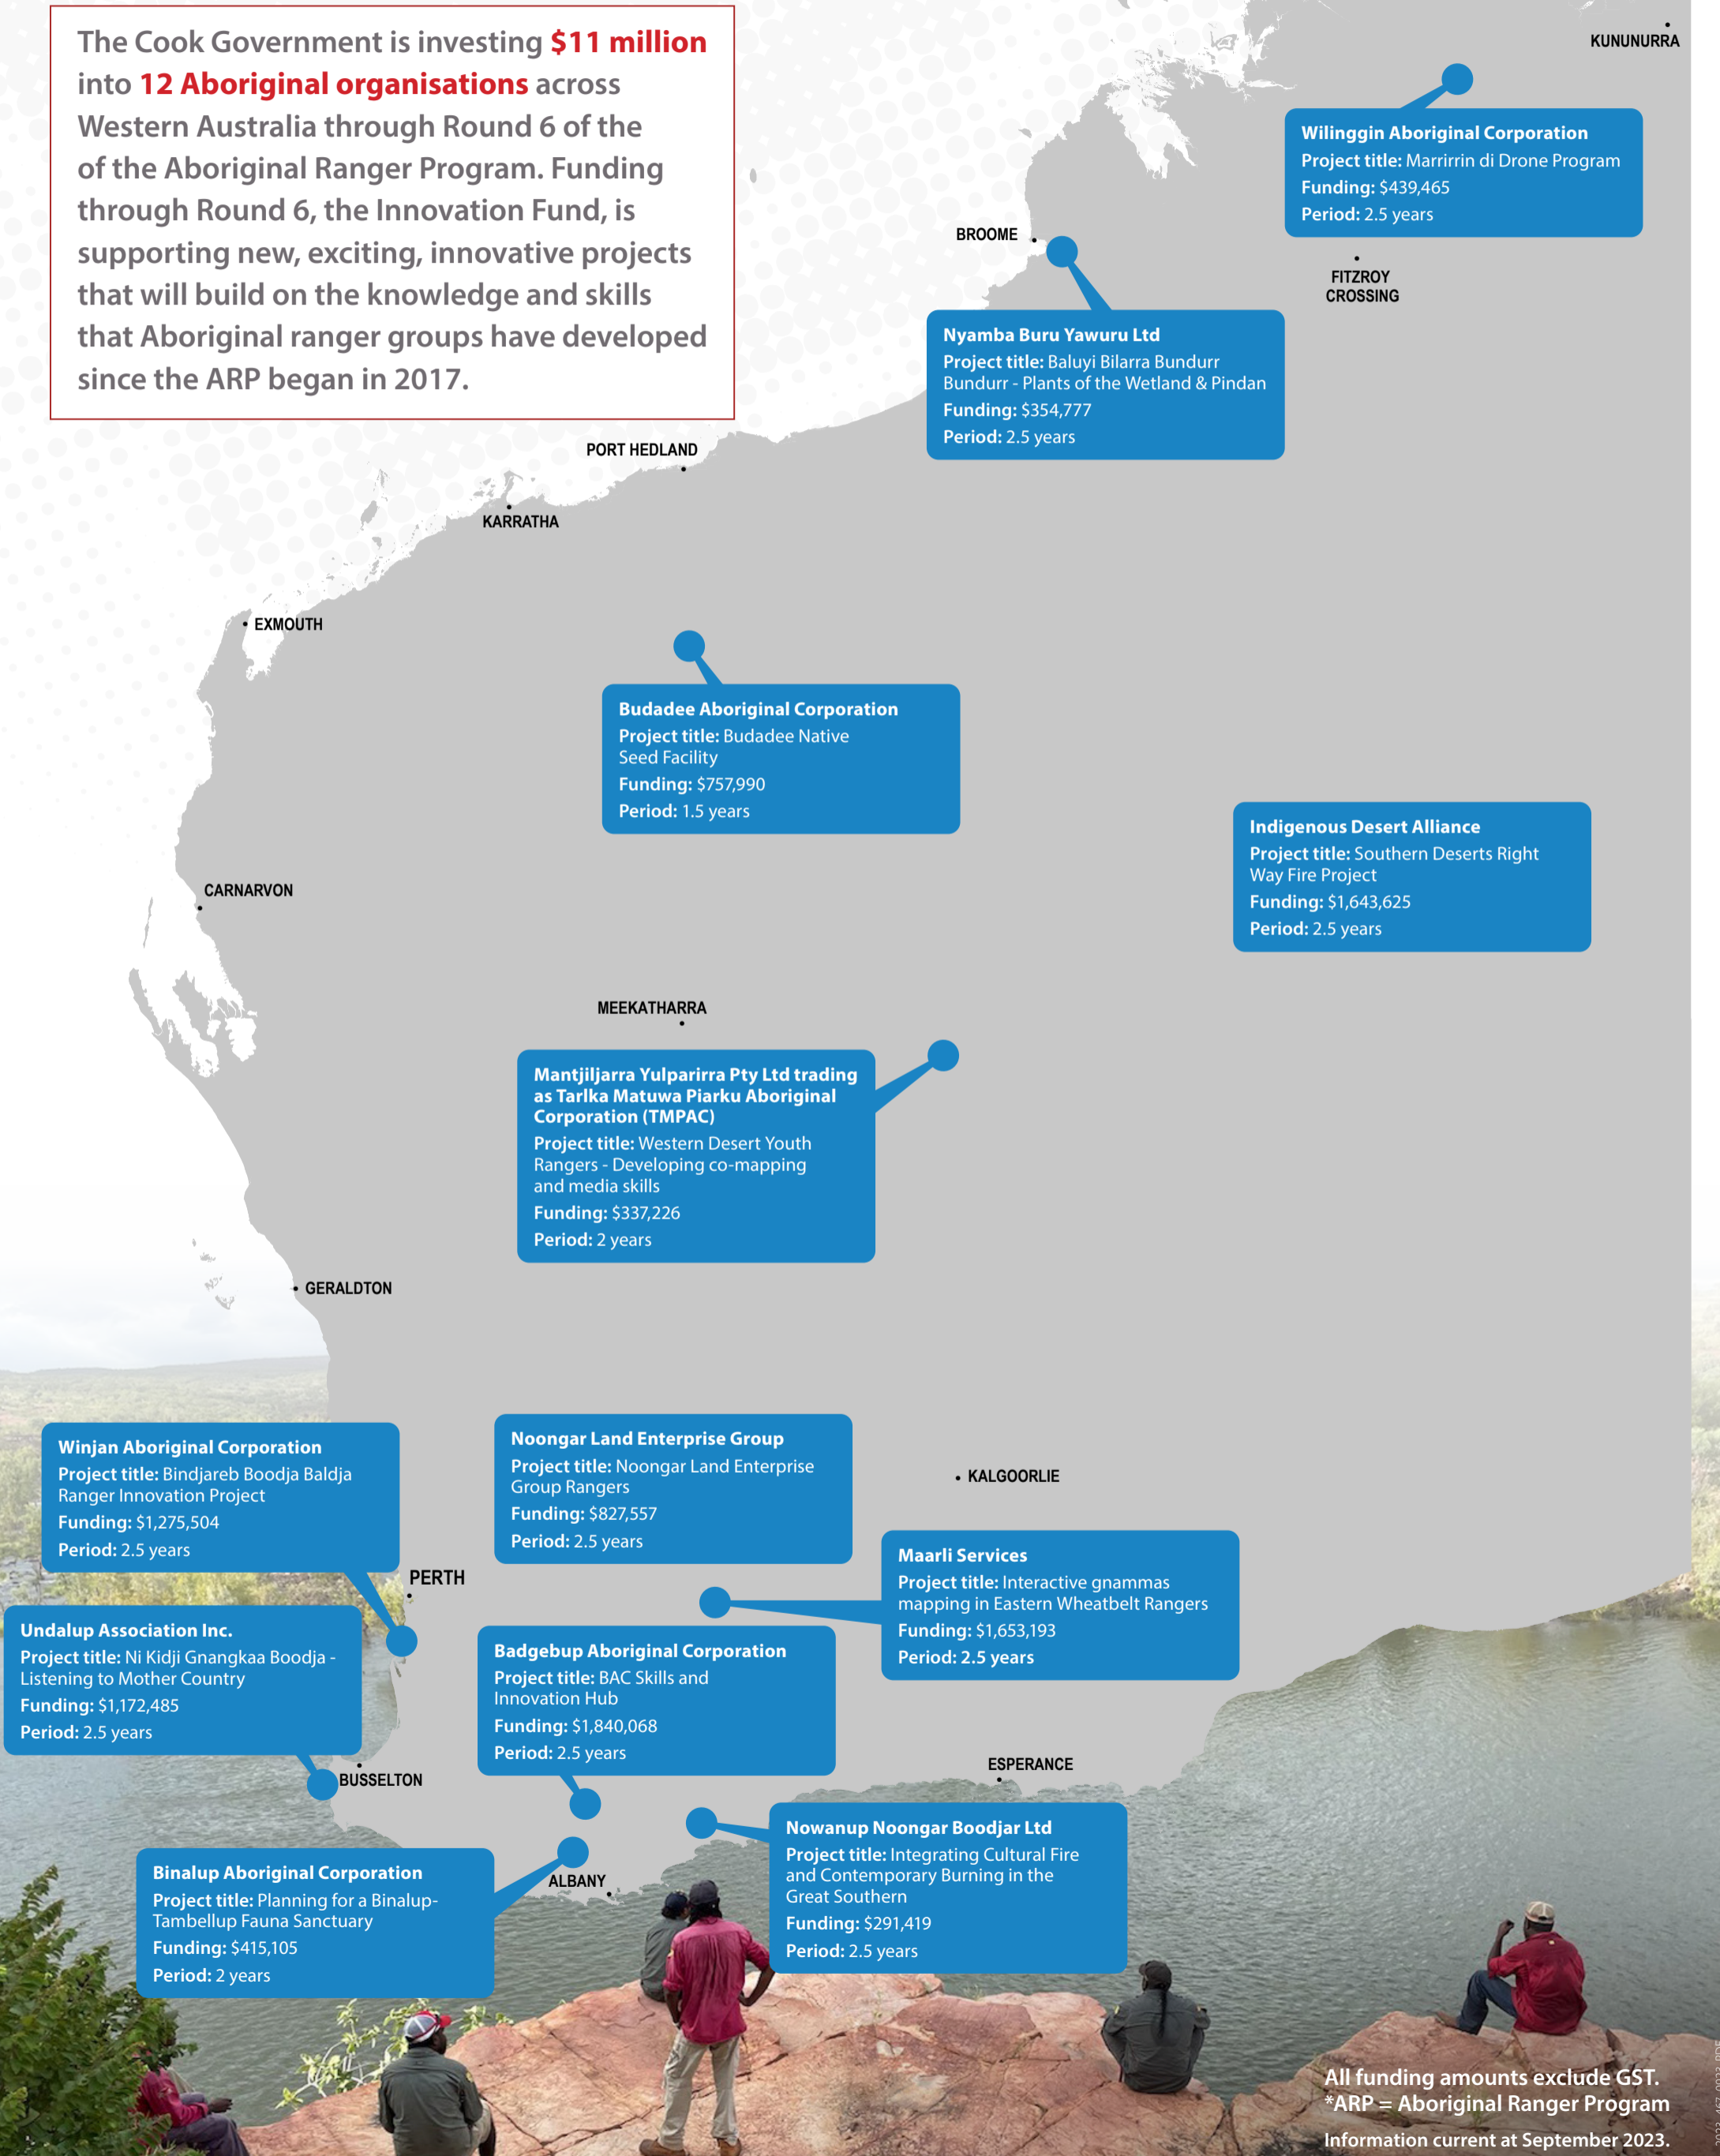 The Cook Government is investing $11 million
into 12 Aboriginal organisations across
Western Australia through Round 6 of the
of the Aboriginal Ranger Program. Funding
through Round 6, the Innovation Fund, is
supporting new, exciting, innovative projects
that will build on the knowledge and skills
that Aboriginal ranger groups have developed
since the ARP began in 2017.
KUNUNURRA
Wilinggin Aboriginal Corporation
Project title: Marrirrin di Drone Program
Funding: $439,465
Period: 2.5 years
BROOME
FITZROY
CROSSING
Nyamba Buru Yawuru Ltd
Project title: Baluyi Bilarra Bundurr
Bundurr - Plants of the Wetland & Pindan
Funding: $354,777
Period: 2.5 years
PORT HEDLAND
KARRATHA
EXMOUTH
Budadee Aboriginal Corporation
Project title: Budadee Native
Seed Facility
Funding: $757,990
Period: 1.5 years
Indigenous Desert Alliance
Project title: Southern Deserts Right
Way Fire Project
Funding: $1,643,625
Period: 2.5 years
CARNARVON
MEEKATHARRA
Mantjiljarra Yulparirra Pty Ltd trading
as Tarlka Matuwa Piarku Aboriginal
Corporation (TMPAC)
Project title: Western Desert Youth
Rangers - Developing co-mapping
and media skills
Funding: $337,226
Period: 2 years
GERALDTON
Winjan Aboriginal Corporation
Project title: Bindjareb Boodja Baldja
Ranger Innovation Project
Funding: $1,275,504
Period: 2.5 years
Noongar Land Enterprise Group
Project title: Noongar Land Enterprise
Group Rangers
Funding: $827,557
Period: 2.5 years
KALGOORLIE
Maarli Services
Project title: Interactive gnammas
mapping in Eastern Wheatbelt Rangers
Funding: $1,653,193
Period: 2.5 years
PERTH
Undalup Association Inc.
Project title: Ni Kidji Gnangkaa Boodja -
Listening to Mother Country
Funding: $1,172,485
Period: 2.5 years
Badgebup Aboriginal Corporation
Project title: BAC Skills and
Innovation Hub
Funding: $1,840,068
Period: 2.5 years
BUSSELTON
ESPERANCE
Nowanup Noongar Boodjar Ltd
Project title: Integrating Cultural Fire
and Contemporary Burning in the
Great Southern
Funding: $291,419
Period: 2.5 years
Binalup Aboriginal Corporation
Project title: Planning for a Binalup-
Tambellup Fauna Sanctuary
Funding: $415,105
Period: 2 years
ALBANY
All funding amounts exclude GST.
*ARP = Aboriginal Ranger Program
Information current at September 2023.